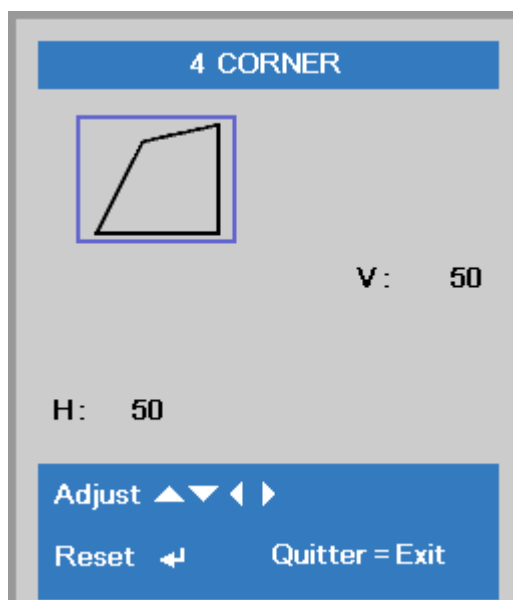 4 CORNER
V: 50
H: 50
Adjust
Reset Quitter = Exit